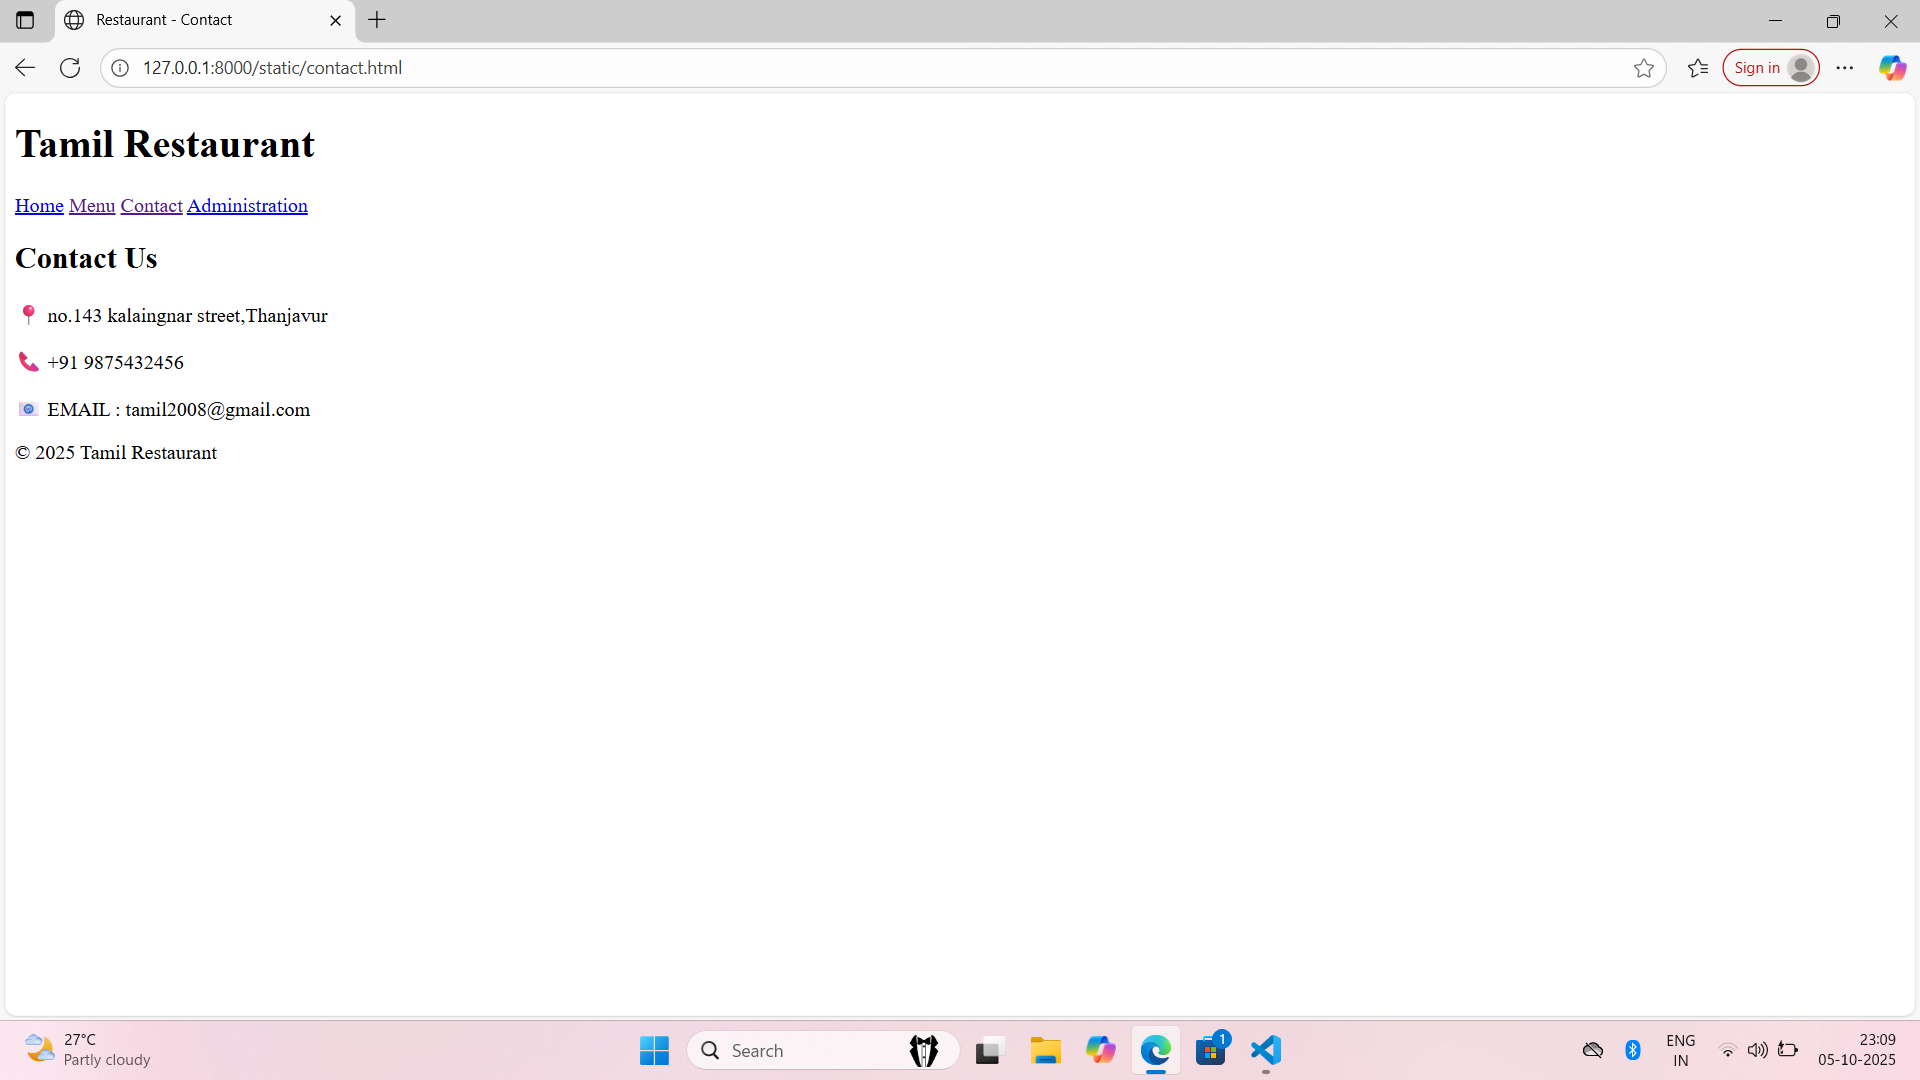 Restaurant - Contact
127.0.0.1:8000/static/contact.html
Sign in
Tamil Restaurant
Home Menu Contact Administration
Contact Us
no.143 kalaingnar street,Thanjavur
+91 9875432456
EMAIL : tamil2008@gmail.com
© 2025 Tamil Restaurant
27°C
Partly cloudy
Search
1
ENG
IN
23:09
05-10-2025